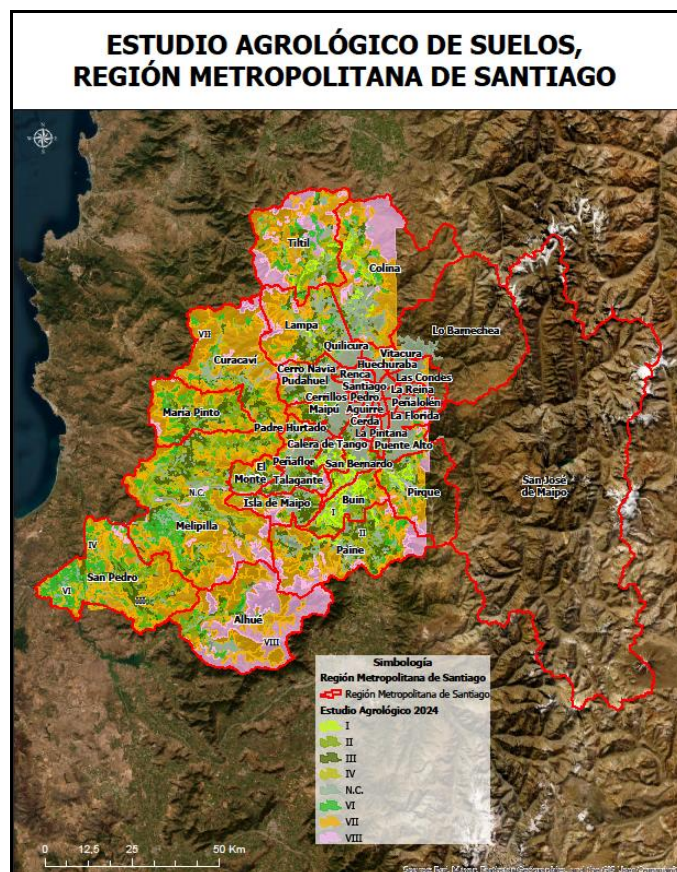 ESTUDIO AGROLÓGICO DE SUELOS,
REGIÓN METROPOLITANA DE SANTIAGO
Tiltil
Colina
Lo Barnechea
Lampa
VII
Curacaví
Quilicura
Vitacura
Huechuraba
Cerro Navia
Renca
Las Condes
Pudahuel
Santiago
La Reina
Cerrillos Pedro
Peñalolén
María Pinto
Maipú Aguirre
La Florida
Cerda
Padre Hurtado
La Pintana
Calera de Tango
Puente Alto
Peñaflor
San Bernardo
El
Monte
Talagante
Pirque
San José
de Maipo
N.C.
Isla de Maipo
Buin
I
Melipilla
II
IV
Paine
San Pedro
VI
III
Alhué
VIII
Simbología
Región Metropolitana de Santiago
Región Metropolitana de Santiago
Estudio Agrológico 2024
I
II
III
IV
N.C.
VI
VII
VIII
0 12,5 25 50 Km